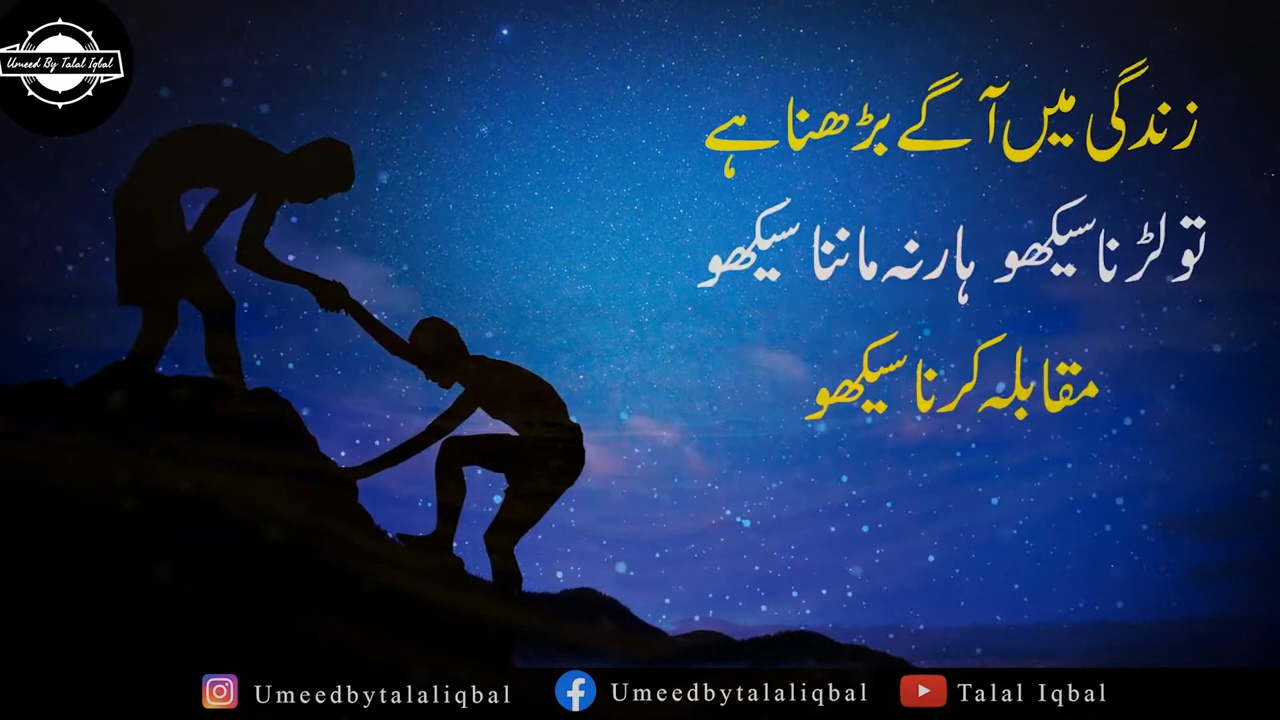 Umeed By Talal Iqbal
زندگی میں آگے بڑھنا ہے
تو لڑنا سیکھو ہار نہ ماننا سیکھو
مقابلہ کرنا سیکھو
Umeedbytalaliqbal Umeedbytalaliqbal Talal Iqbal